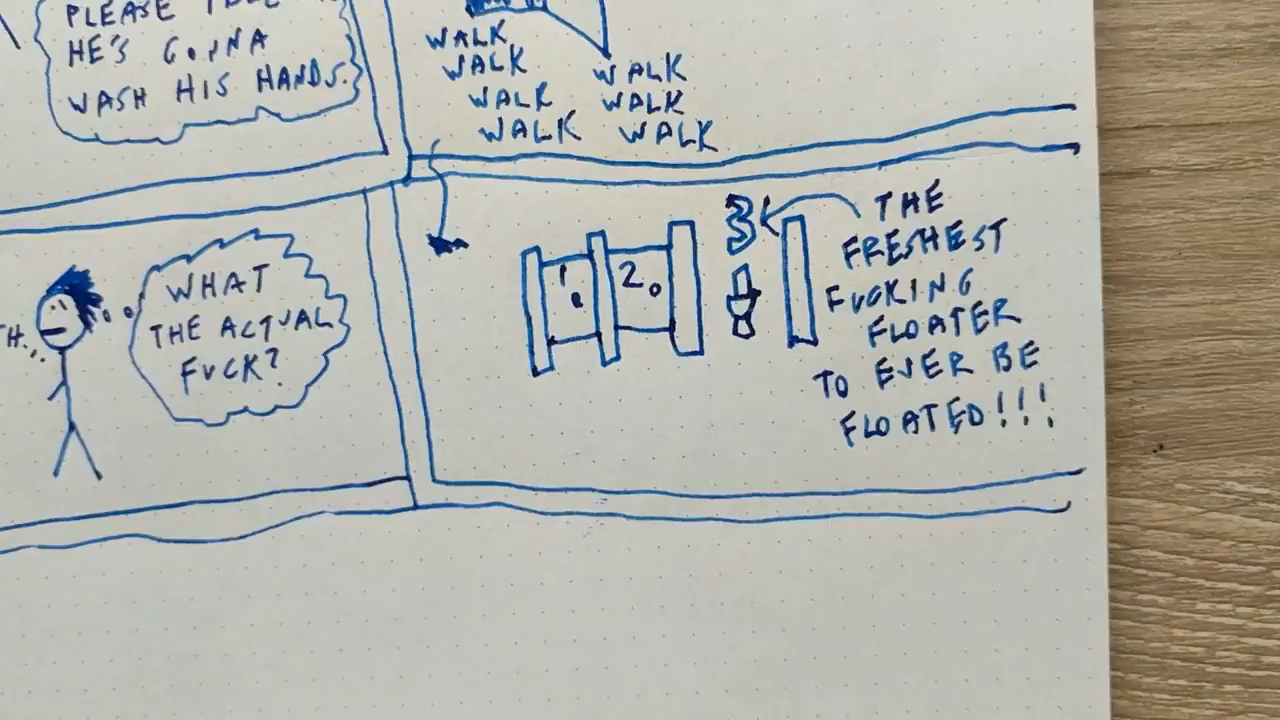 PLEASE
HE'S GONNA
WASH HIS HANDS.
WALK
WALK
WALK
WALK
WALK
WALK
WALK
H...
WHAT
THE ACTUAL
FUCK?
1
2
3
THE
FRESHEST
FUCKING
FLOATER
TO EVER BE
FLOATED!!!